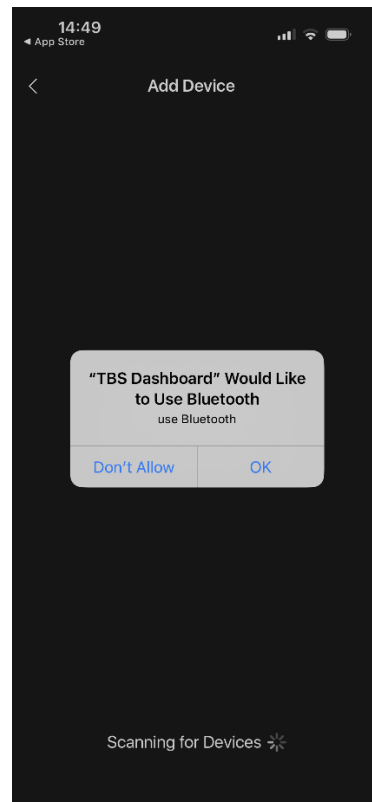 14:49
◀ App Store
Add Device
“TBS Dashboard” Would Like
to Use Bluetooth
use Bluetooth
Don’t Allow
OK
Scanning for Devices